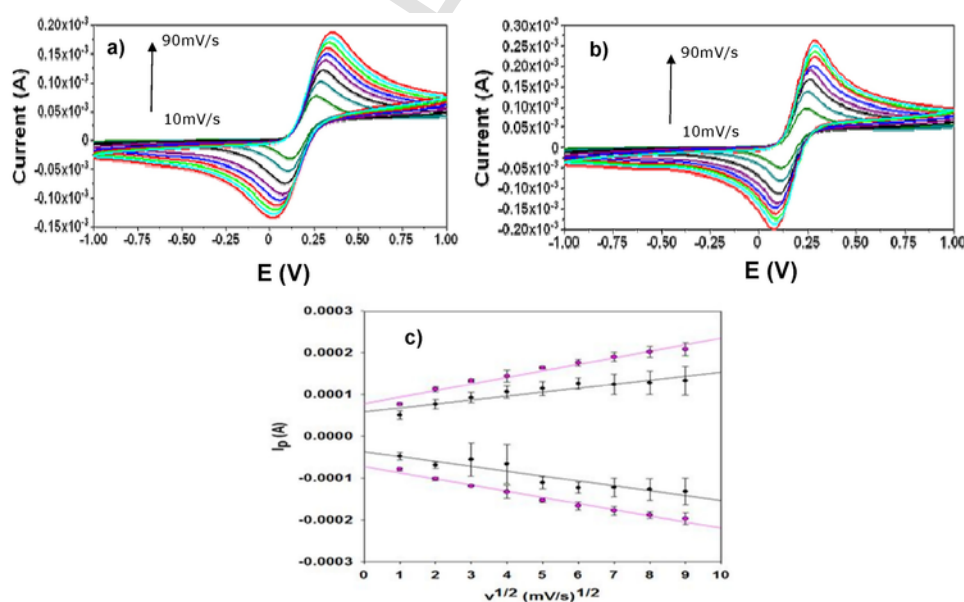 a)
90mV/s
10mV/s
Current (A)
0.20x10⁻³
0.15x10⁻³
0.10x10⁻³
0.05x10⁻³
0
-0.05x10⁻³
-0.10x10⁻³
-0.15x10⁻³
-1.00 -0.75 -0.50 -0.25 0 0.25 0.50 0.75 1.00
E (V)
b)
90mV/s
10mV/s
Current (A)
0.30x10⁻³
0.25x10⁻³
0.20x10⁻³
0.15x10⁻³
0.10x10⁻³
0.05x10⁻³
0
-0.05x10⁻³
-0.10x10⁻³
-0.15x10⁻³
-0.20x10⁻³
-1.00 -0.75 -0.50 -0.25 0 0.25 0.50 0.75 1.00
E (V)
c)
Iₚ (A)
0.0003
0.0002
0.0001
0.0000
-0.0001
-0.0002
-0.0003
0 1 2 3 4 5 6 7 8 9 10
v¹ᐟ² (mV/s)¹ᐟ²